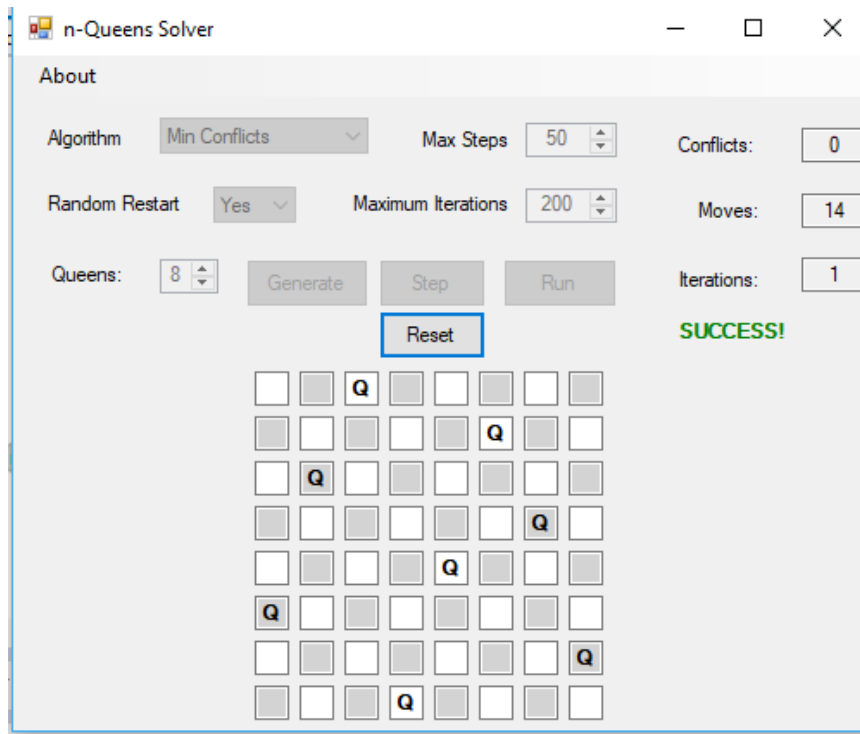 n-Queens Solver
About
Algorithm Min Conflicts Max Steps 50 Conflicts: 0
Random Restart Yes Maximum Iterations 200 Moves: 14
Queens: 8 Generate Step Run Iterations: 1
Reset SUCCESS!
Q
Q
Q
Q
Q
Q
Q
Q